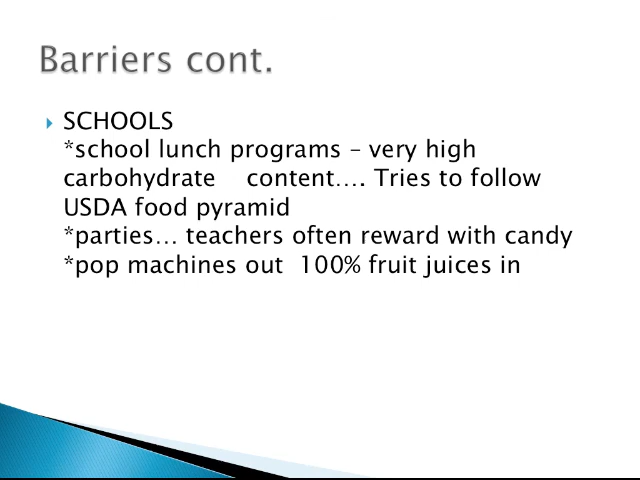 Barriers cont.
SCHOOLS
*school lunch programs – very high
carbohydrate    content…. Tries to follow
USDA food pyramid
*parties… teachers often reward with candy
*pop machines out  100% fruit juices in